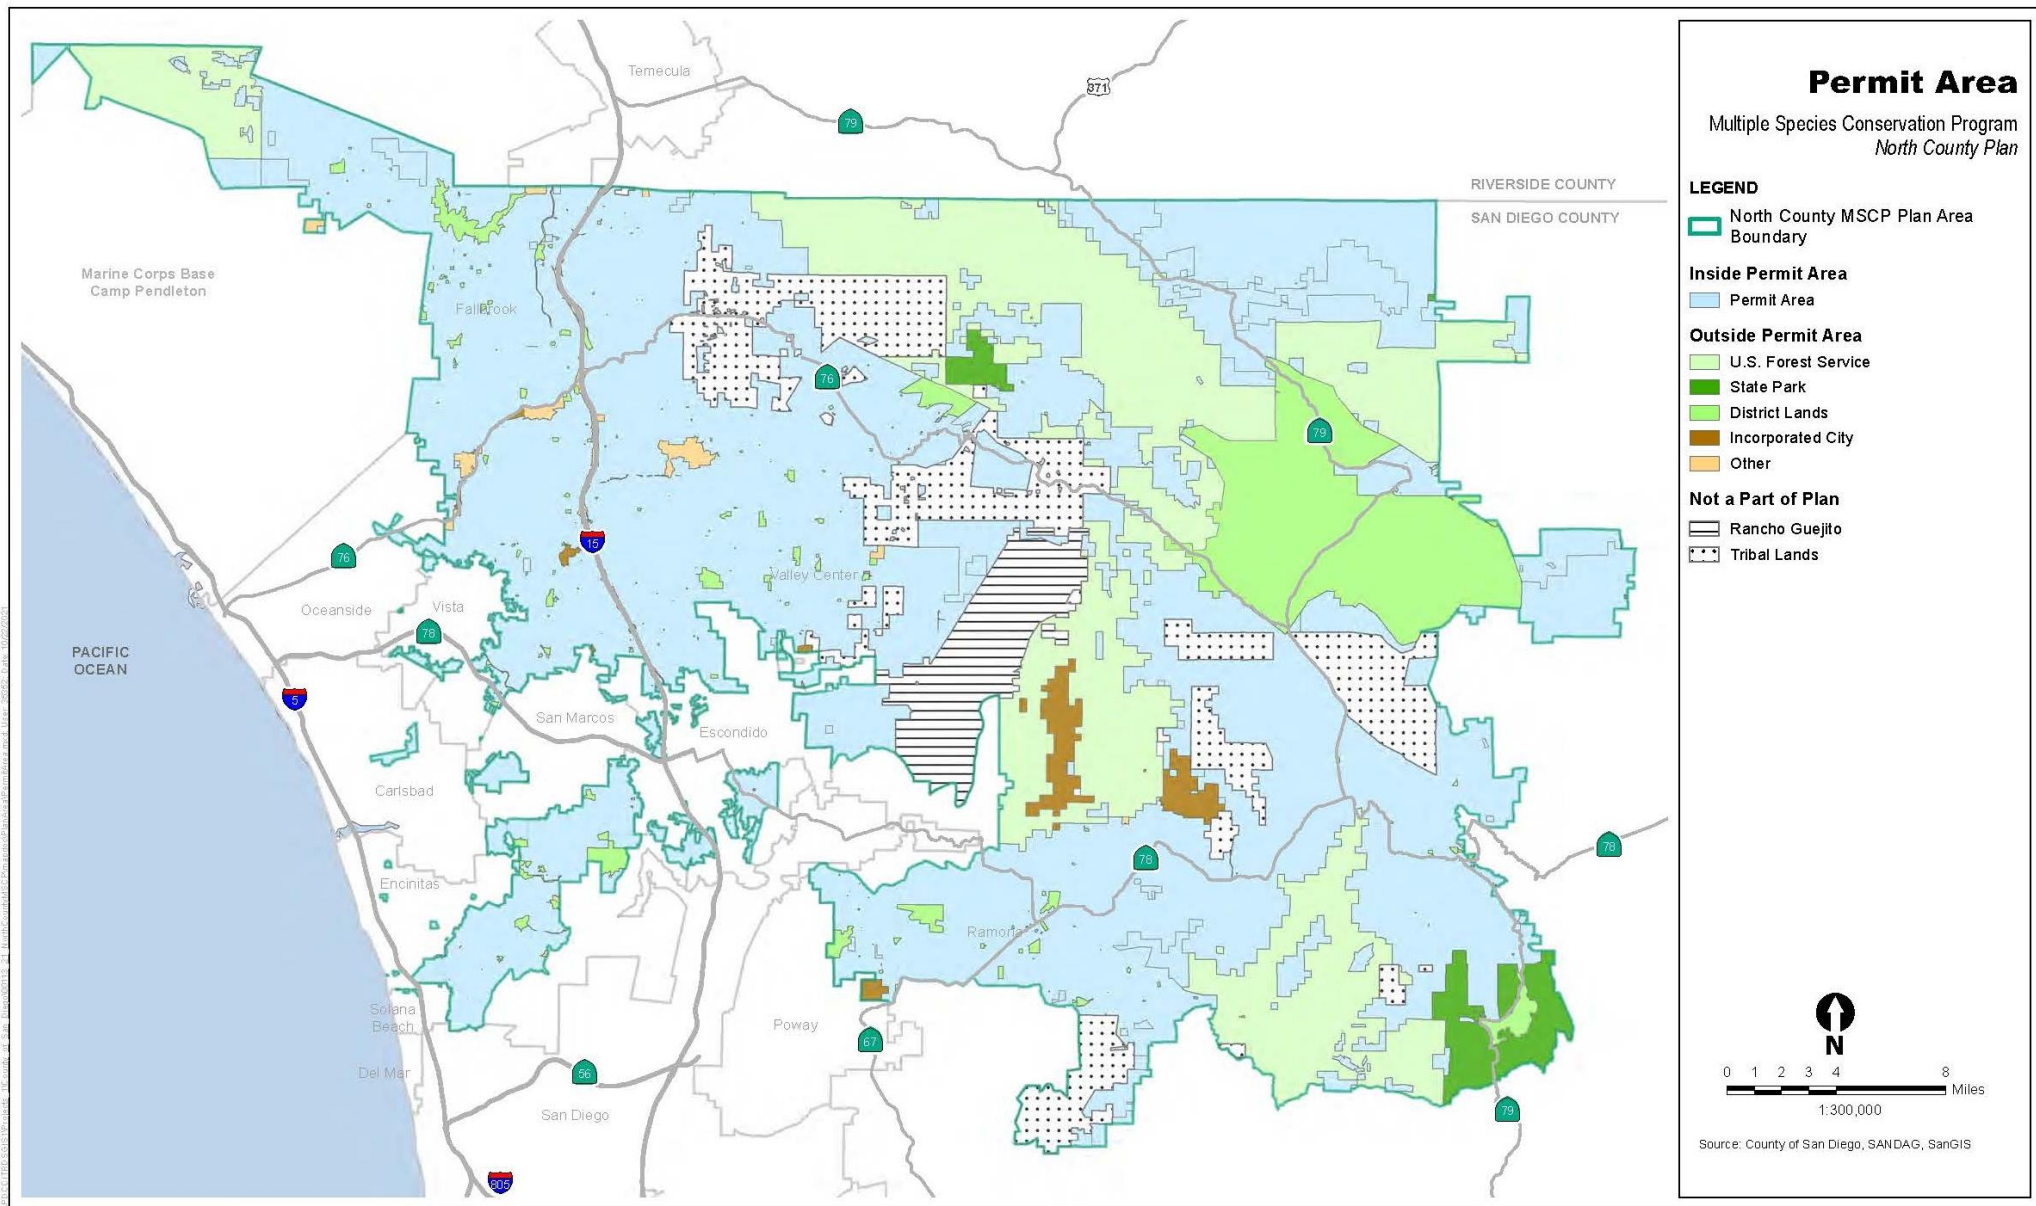 Permit Area
Multiple Species Conservation Program
North County Plan
LEGEND
North County MSCP Plan Area
Boundary
Inside Permit Area
Permit Area
Outside Permit Area
U.S. Forest Service
State Park
District Lands
Incorporated City
Other
Not a Part of Plan
Rancho Guejito
Tribal Lands
N
0 1 2 3 4 8
Miles
1:300,000
Source: County of San Diego, SANDAG, SanGIS
Temecula
371
79
RIVERSIDE COUNTY
SAN DIEGO COUNTY
Marine Corps Base
Camp Pendleton
Fallbrook
76
79
15
76
Valley Center
Oceanside
Vista
78
PACIFIC
OCEAN
5
San Marcos
Escondido
Carlsbad
78
78
Encinitas
Ramona
Solana
Beach
Poway
67
Del Mar
56
San Diego
79
805